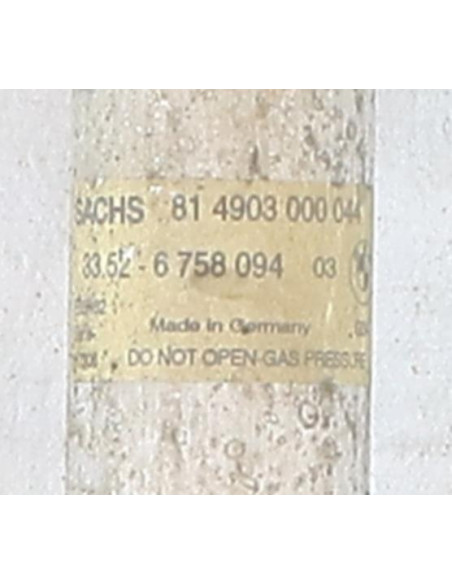 SACHS 81 4903 000 044
33.52 - 6 758 094 03
Made in Germany
DO NOT OPEN-GAS PRESSURE